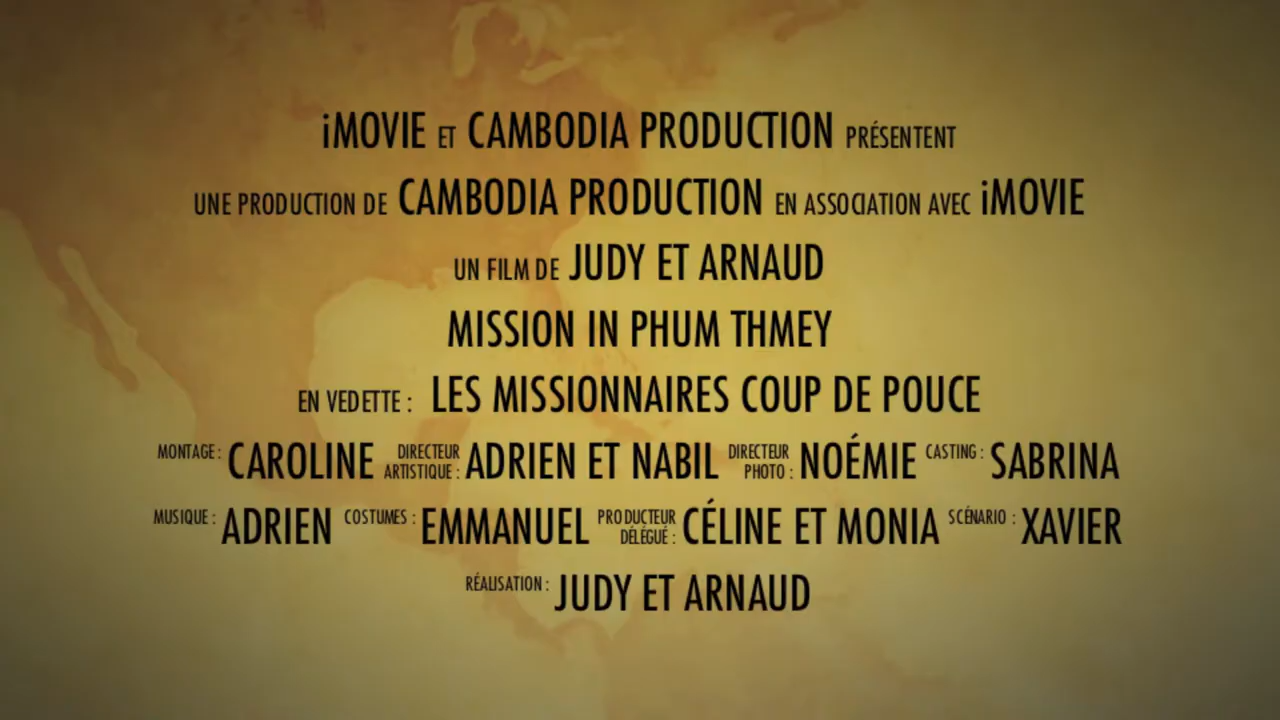 iMOVIE ET CAMBODIA PRODUCTION PRÉSENTENT
UNE PRODUCTION DE CAMBODIA PRODUCTION EN ASSOCIATION AVEC iMOVIE
UN FILM DE JUDY ET ARNAUD
MISSION IN PHUM THMEY
EN VEDETTE : LES MISSIONNAIRES COUP DE POUCE
MONTAGE : CAROLINE DIRECTEUR ARTISTIQUE : ADRIEN ET NABIL DIRECTEUR PHOTO : NOÉMIE CASTING : SABRINA
MUSIQUE : ADRIEN COSTUMES : EMMANUEL PRODUCTEUR DÉLÉGUÉ : CÉLINE ET MONIA SCÉNARIO : XAVIER
RÉALISATION : JUDY ET ARNAUD